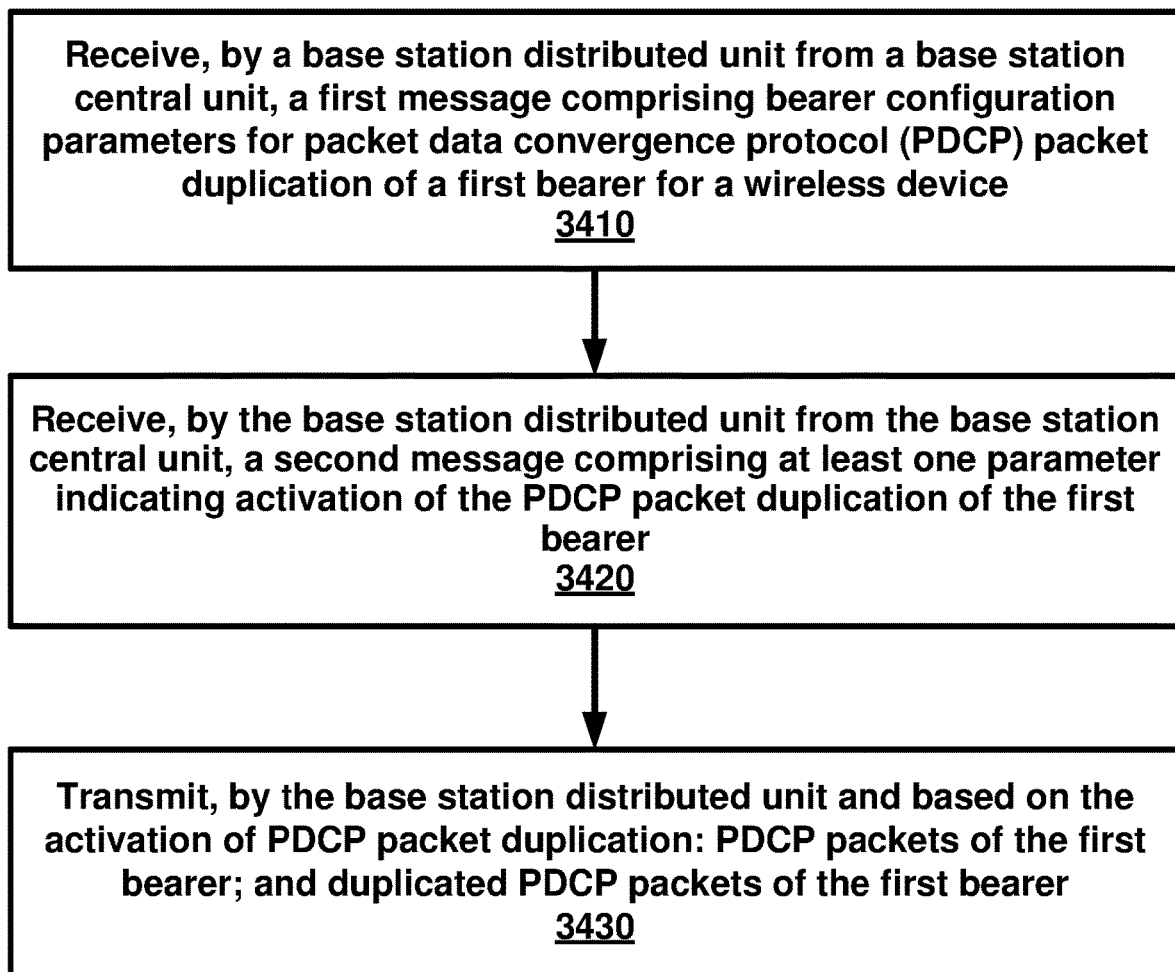 Receive, by a base station distributed unit from a base station
central unit, a first message comprising bearer configuration
parameters for packet data convergence protocol (PDCP) packet
duplication of a first bearer for a wireless device
3410
Receive, by the base station distributed unit from the base station
central unit, a second message comprising at least one parameter
indicating activation of the PDCP packet duplication of the first
bearer
3420
Transmit, by the base station distributed unit and based on the
activation of PDCP packet duplication: PDCP packets of the first
bearer; and duplicated PDCP packets of the first bearer
3430